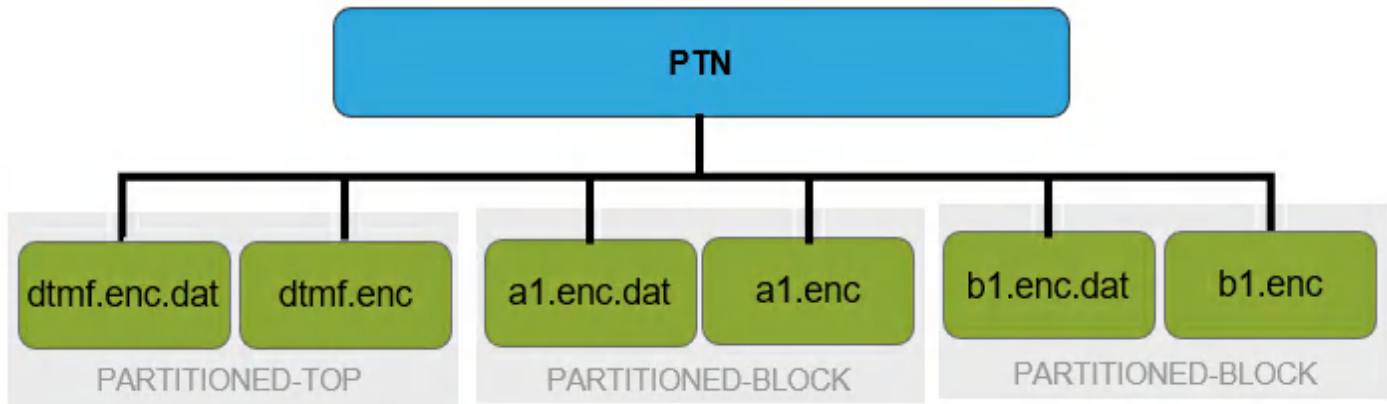 PTN
dtmf.enc.dat
dtmf.enc
a1.enc.dat
a1.enc
b1.enc.dat
b1.enc
PARTITIONED-TOP
PARTITIONED-BLOCK
PARTITIONED-BLOCK